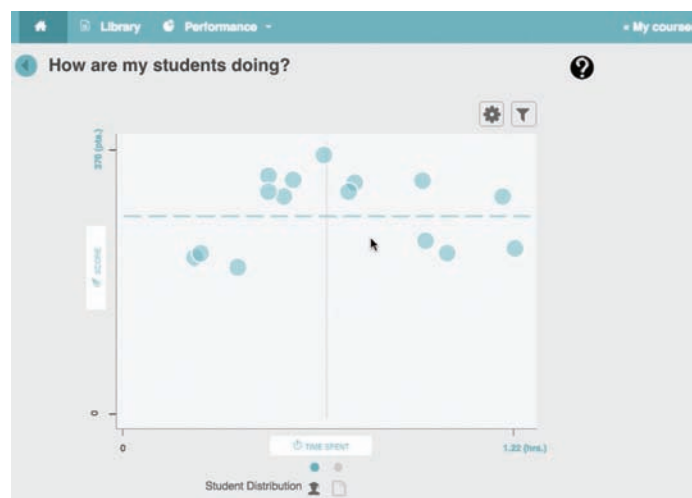 Library Performance « My course
How are my students doing?
370 (pts.)
SCORE
0
0 TIME SPENT 1.22 (hrs.)
Student Distribution